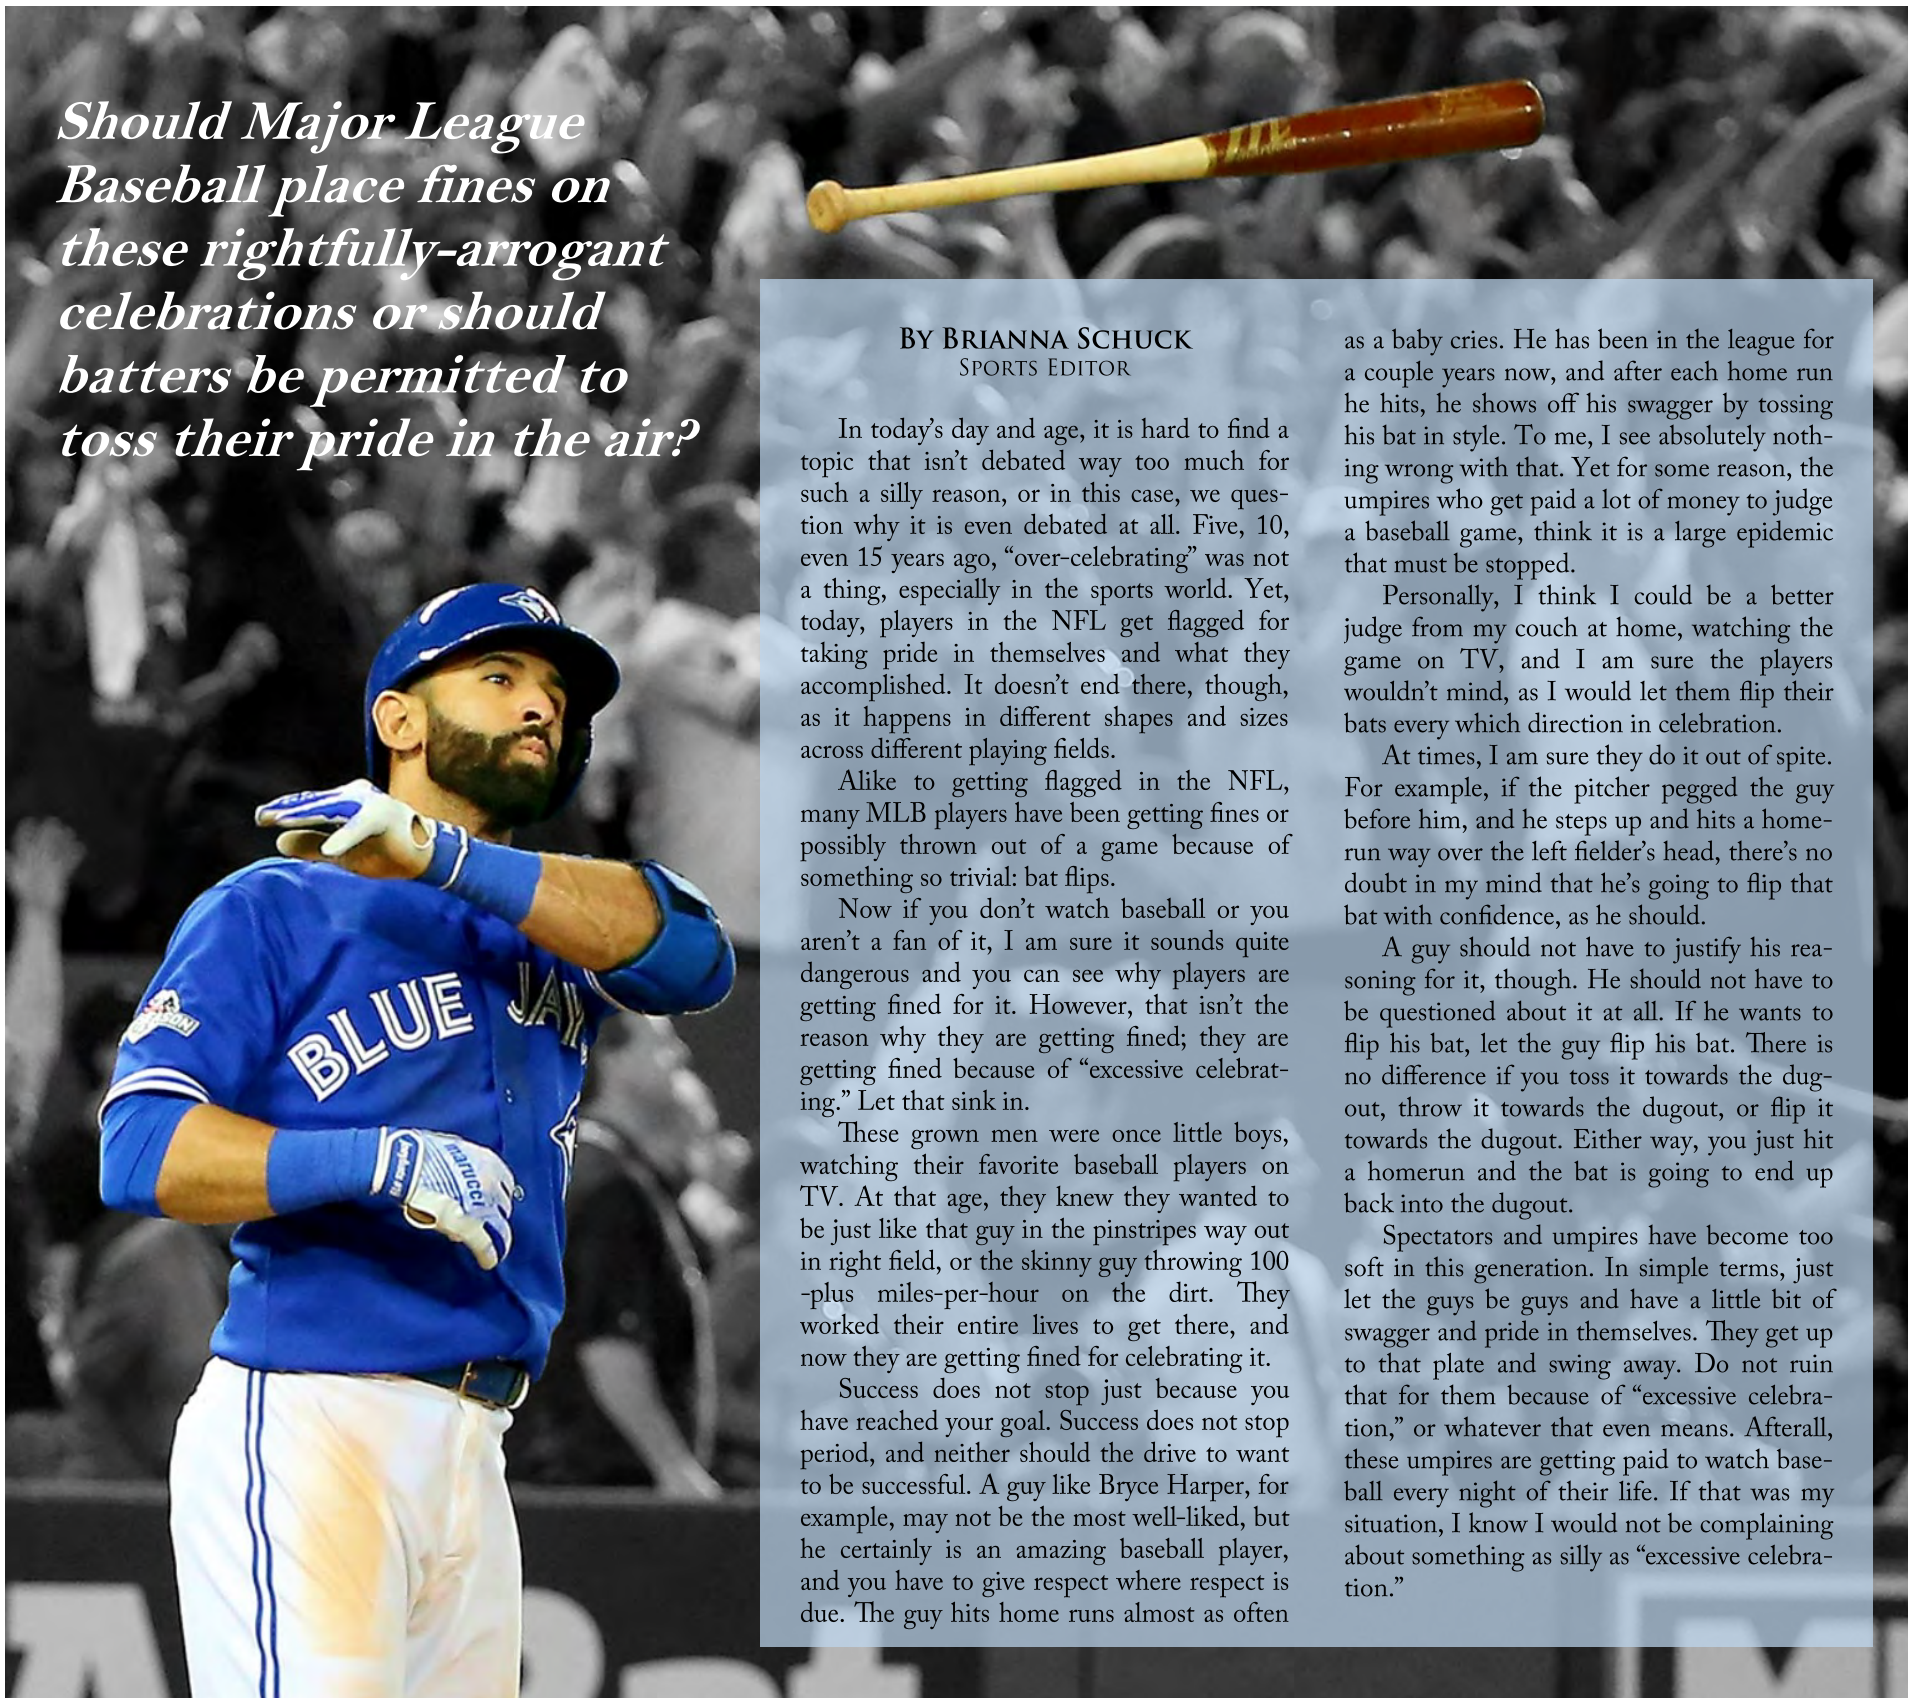 Should Major League
Baseball place fines on
these rightfully-arrogant
celebrations or should
batters be permitted to
toss their pride in the air?
BY BRIANNA SCHUCK
SPORTS EDITOR
In today's day and age, it is hard to find a
topic that isn't debated way too much for
such a silly reason, or in this case, we ques-
tion why it is even debated at all. Five, 10,
even 15 years ago, “over-celebrating” was not
a thing, especially in the sports world. Yet,
today, players in the NFL get flagged for
taking pride in themselves and what they
accomplished. It doesn't end there, though,
as it happens in different shapes and sizes
across different playing fields.
Alike to getting flagged in the NFL,
many MLB players have been getting fines or
possibly thrown out of a game because of
something so trivial: bat flips.
Now if you don't watch baseball or you
aren't a fan of it, I am sure it sounds quite
dangerous and you can see why players are
getting fined for it. However, that isn't the
reason why they are getting fined; they are
getting fined because of “excessive celebrat-
ing.” Let that sink in.
These grown men were once little boys,
watching their favorite baseball players on
TV. At that age, they knew they wanted to
be just like that guy in the pinstripes way out
in right field, or the skinny guy throwing 100
-plus miles-per-hour on the dirt. They
worked their entire lives to get there, and
now they are getting fined for celebrating it.
Success does not stop just because you
have reached your goal. Success does not stop
period, and neither should the drive to want
to be successful. A guy like Bryce Harper, for
example, may not be the most well-liked, but
he certainly is an amazing baseball player,
and you have to give respect where respect is
due. The guy hits home runs almost as often
as a baby cries. He has been in the league for
a couple years now, and after each home run
he hits, he shows off his swagger by tossing
his bat in style. To me, I see absolutely noth-
ing wrong with that. Yet for some reason, the
umpires who get paid a lot of money to judge
a baseball game, think it is a large epidemic
that must be stopped.
Personally, I think I could be a better
judge from my couch at home, watching the
game on TV, and I am sure the players
wouldn't mind, as I would let them flip their
bats every which direction in celebration.
At times, I am sure they do it out of spite.
For example, if the pitcher pegged the guy
before him, and he steps up and hits a home-
run way over the left fielder's head, there's no
doubt in my mind that he's going to flip that
bat with confidence, as he should.
A guy should not have to justify his rea-
soning for it, though. He should not have to
be questioned about it at all. If he wants to
flip his bat, let the guy flip his bat. There is
no difference if you toss it towards the dug-
out, throw it towards the dugout, or flip it
towards the dugout. Either way, you just hit
a homerun and the bat is going to end up
back into the dugout.
Spectators and umpires have become too
soft in this generation. In simple terms, just
let the guys be guys and have a little bit of
swagger and pride in themselves. They get up
to that plate and swing away. Do not ruin
that for them because of “excessive celebra-
tion,” or whatever that even means. Afterall,
these umpires are getting paid to watch base-
ball every night of their life. If that was my
situation, I know I would not be complaining
about something as silly as “excessive celebra-
tion.”
BLUE JAY
marucci